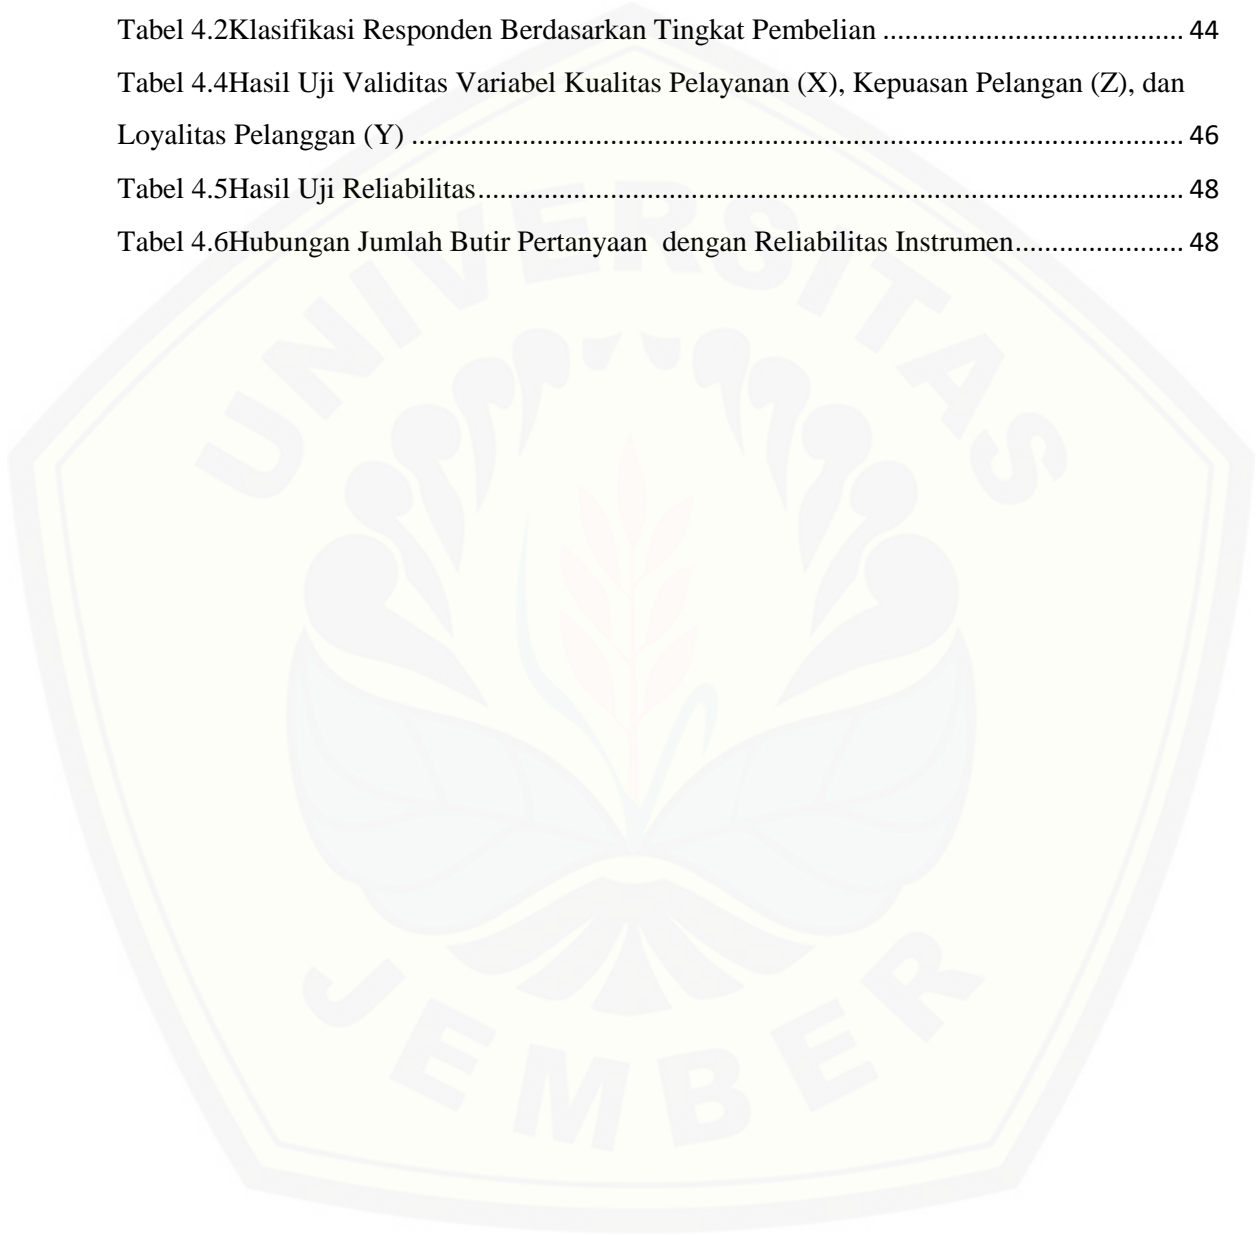 Tabel 4.2Klasifikasi Responden Berdasarkan Tingkat Pembelian ..................................... 44
Tabel 4.4Hasil Uji Validitas Variabel Kualitas Pelayanan (X), Kepuasan Pelangan (Z), dan
Loyalitas Pelanggan (Y) ................................................................................................ 46
Tabel 4.5Hasil Uji Reliabilitas........................................................................................ 48
Tabel 4.6Hubungan Jumlah Butir Pertanyaan  dengan Reliabilitas Instrumen..................... 48
UNIVERSITAS
JEMBER